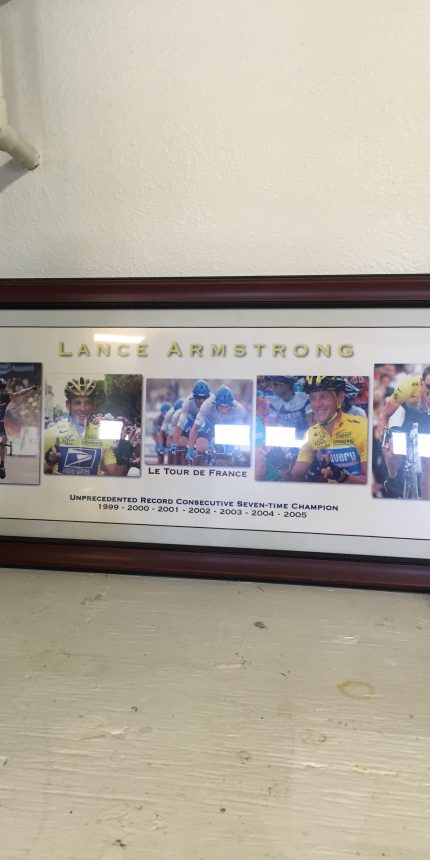 LANCE ARMSTRONG
LE TOUR DE FRANCE
UNPRECEDENTED RECORD CONSECUTIVE SEVEN-TIME CHAMPION
1999 - 2000 - 2001 - 2002 - 2003 - 2004 - 2005